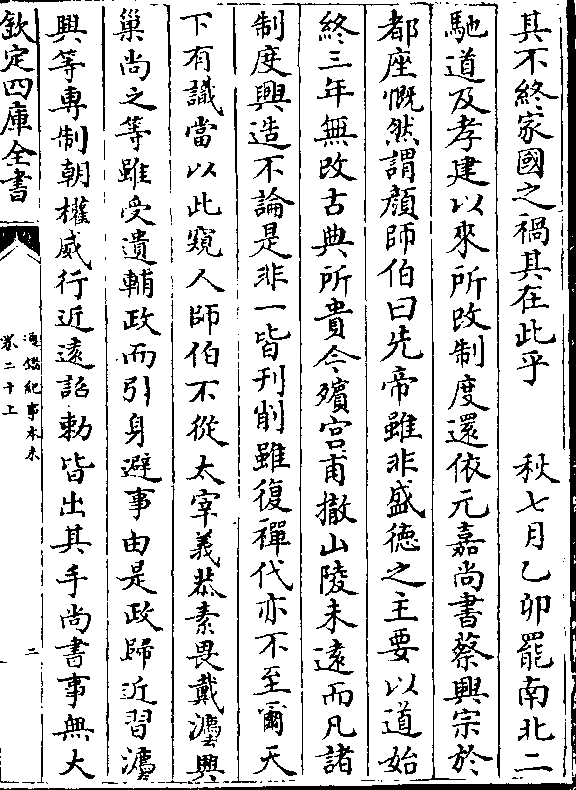 其不終家國之禍其在此乎　　秋七月乙卯罷南北二
馳道及孝建以來所改制度還依元嘉尚書蔡興宗於
都座慨然謂顔師伯曰先帝雖非盛徳之主要以道始
終三年無改古典所貴今殯宫甫撤山陵未遠而凡諸
制度興造不論是非一皆刋削雖復禪代亦不至爾天
下有識當以此窺人師伯不從太宰義恭素畏戴灋興
巢尚之等雖受遺輔政而引身避事由是政歸近習灋
興等專制朝權威行近逺詔勅皆出其手尚書事無大
欽定四庫全書
通鑑紀事本末
卷二十上
二